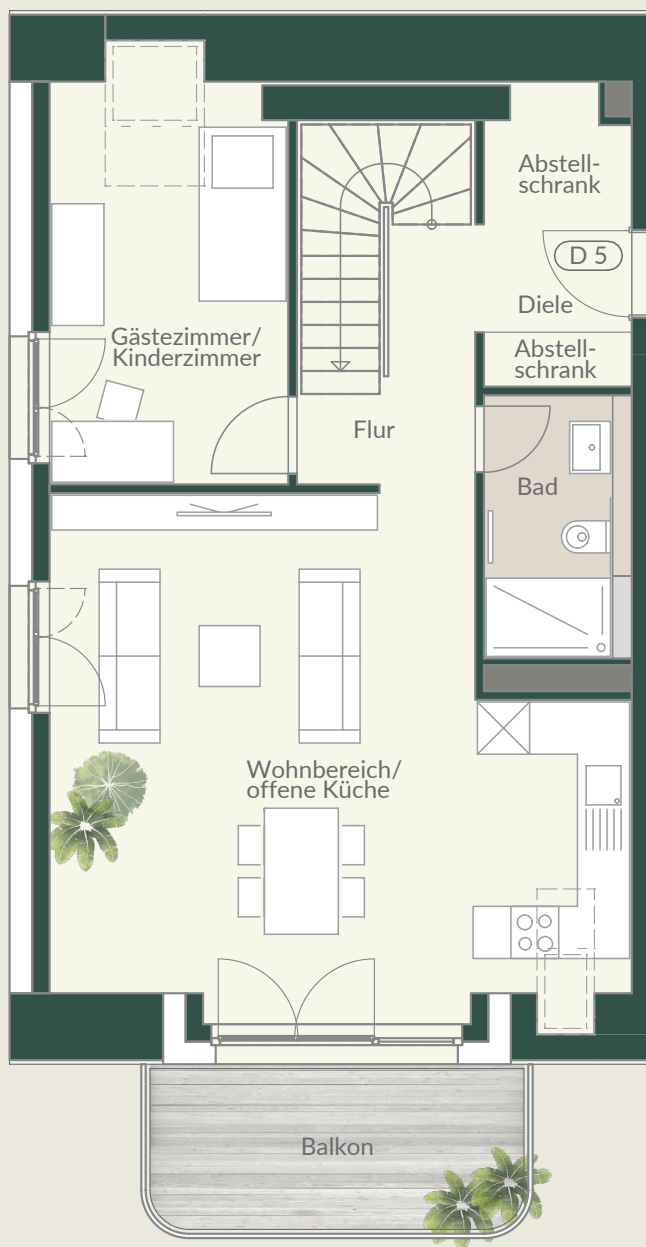 Abstell-
schrank
D 5
Diele
Gästezimmer/
Kinderzimmer
Abstell-
schrank
Flur
Bad
Wohnbereich/
offene Küche
Balkon